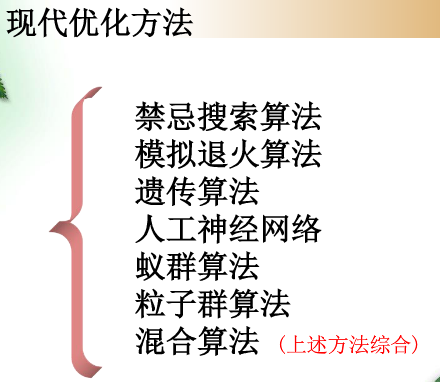 现代优化方法
禁忌搜索算法
模拟退火算法
遗传算法
人工神经网络
蚁群算法
粒子群算法
混合算法 (上述方法综合)